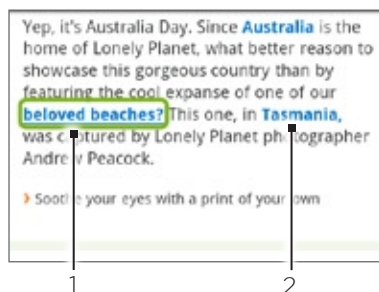 Yep, it's Australia Day. Since Australia is the
home of Lonely Planet, what better reason to
showcase this gorgeous country than by
featuring the cool expanse of one of our
beloved beaches? This one, in Tasmania,
was captured by Lonely Planet photographer
Andrew Peacock.
› Soothe your eyes with a print of your own
1 2